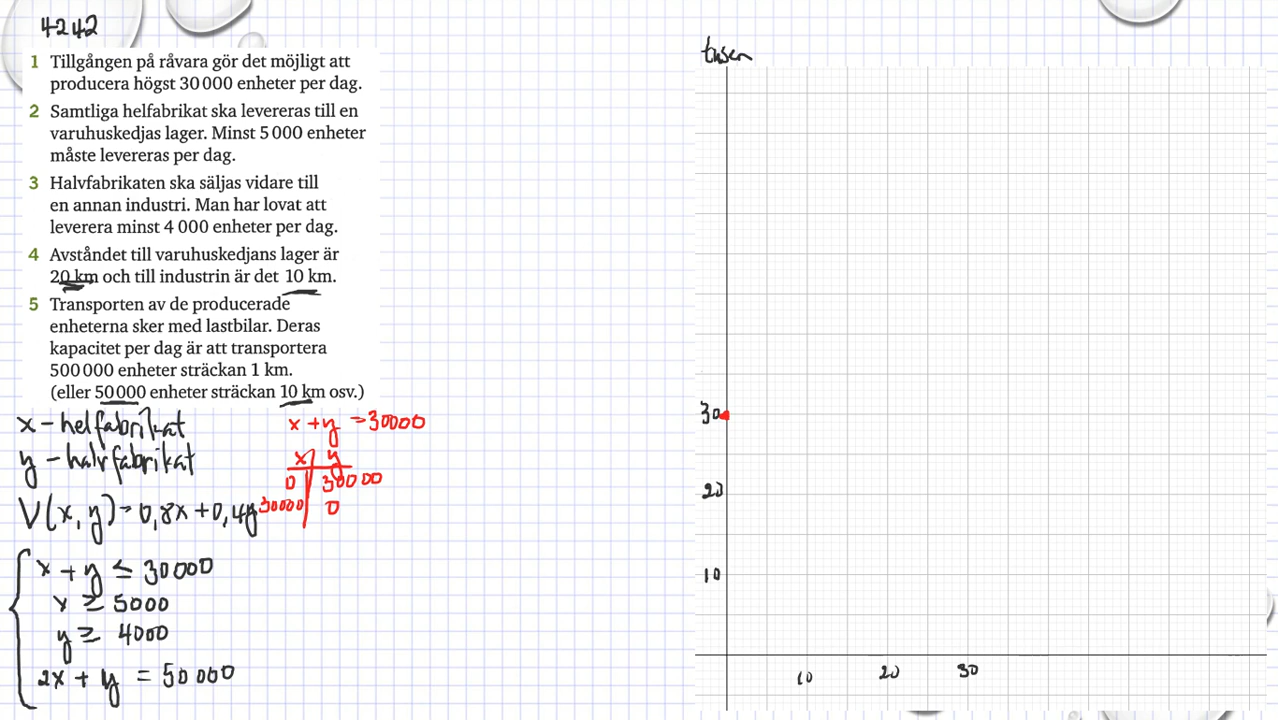 4242
1 Tillgången på råvara gör det möjligt att
producera högst 30 000 enheter per dag.
2 Samtliga helfabrikat ska levereras till en
varuhuskedjas lager. Minst 5 000 enheter
måste levereras per dag.
3 Halvfabrikaten ska säljas vidare till
en annan industri. Man har lovat att
leverera minst 4 000 enheter per dag.
4 Avståndet till varuhuskedjans lager är
20 km och till industrin är det 10 km.
5 Transporten av de producerade
enheterna sker med lastbilar. Deras
kapacitet per dag är att transportera
500 000 enheter sträckan 1 km.
(eller 50 000 enheter sträckan 10 km osv.)
x – helfabrikat
y – halvfabrikat
V(x, y) = 0,8x + 0,4y
x + y ≤ 30000
x ≥ 5000
y ≥ 4000
2x + y = 50 000
x + y = 30000
x y
0 30000
30000 0
tusen
30
20
10
10 20 30